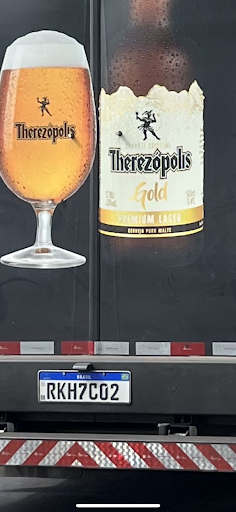 Therezópolis
Therezópolis
Gold
PREMIUM LAGER
CERVEJA PURO MALTE
BRASIL
RKH7C02